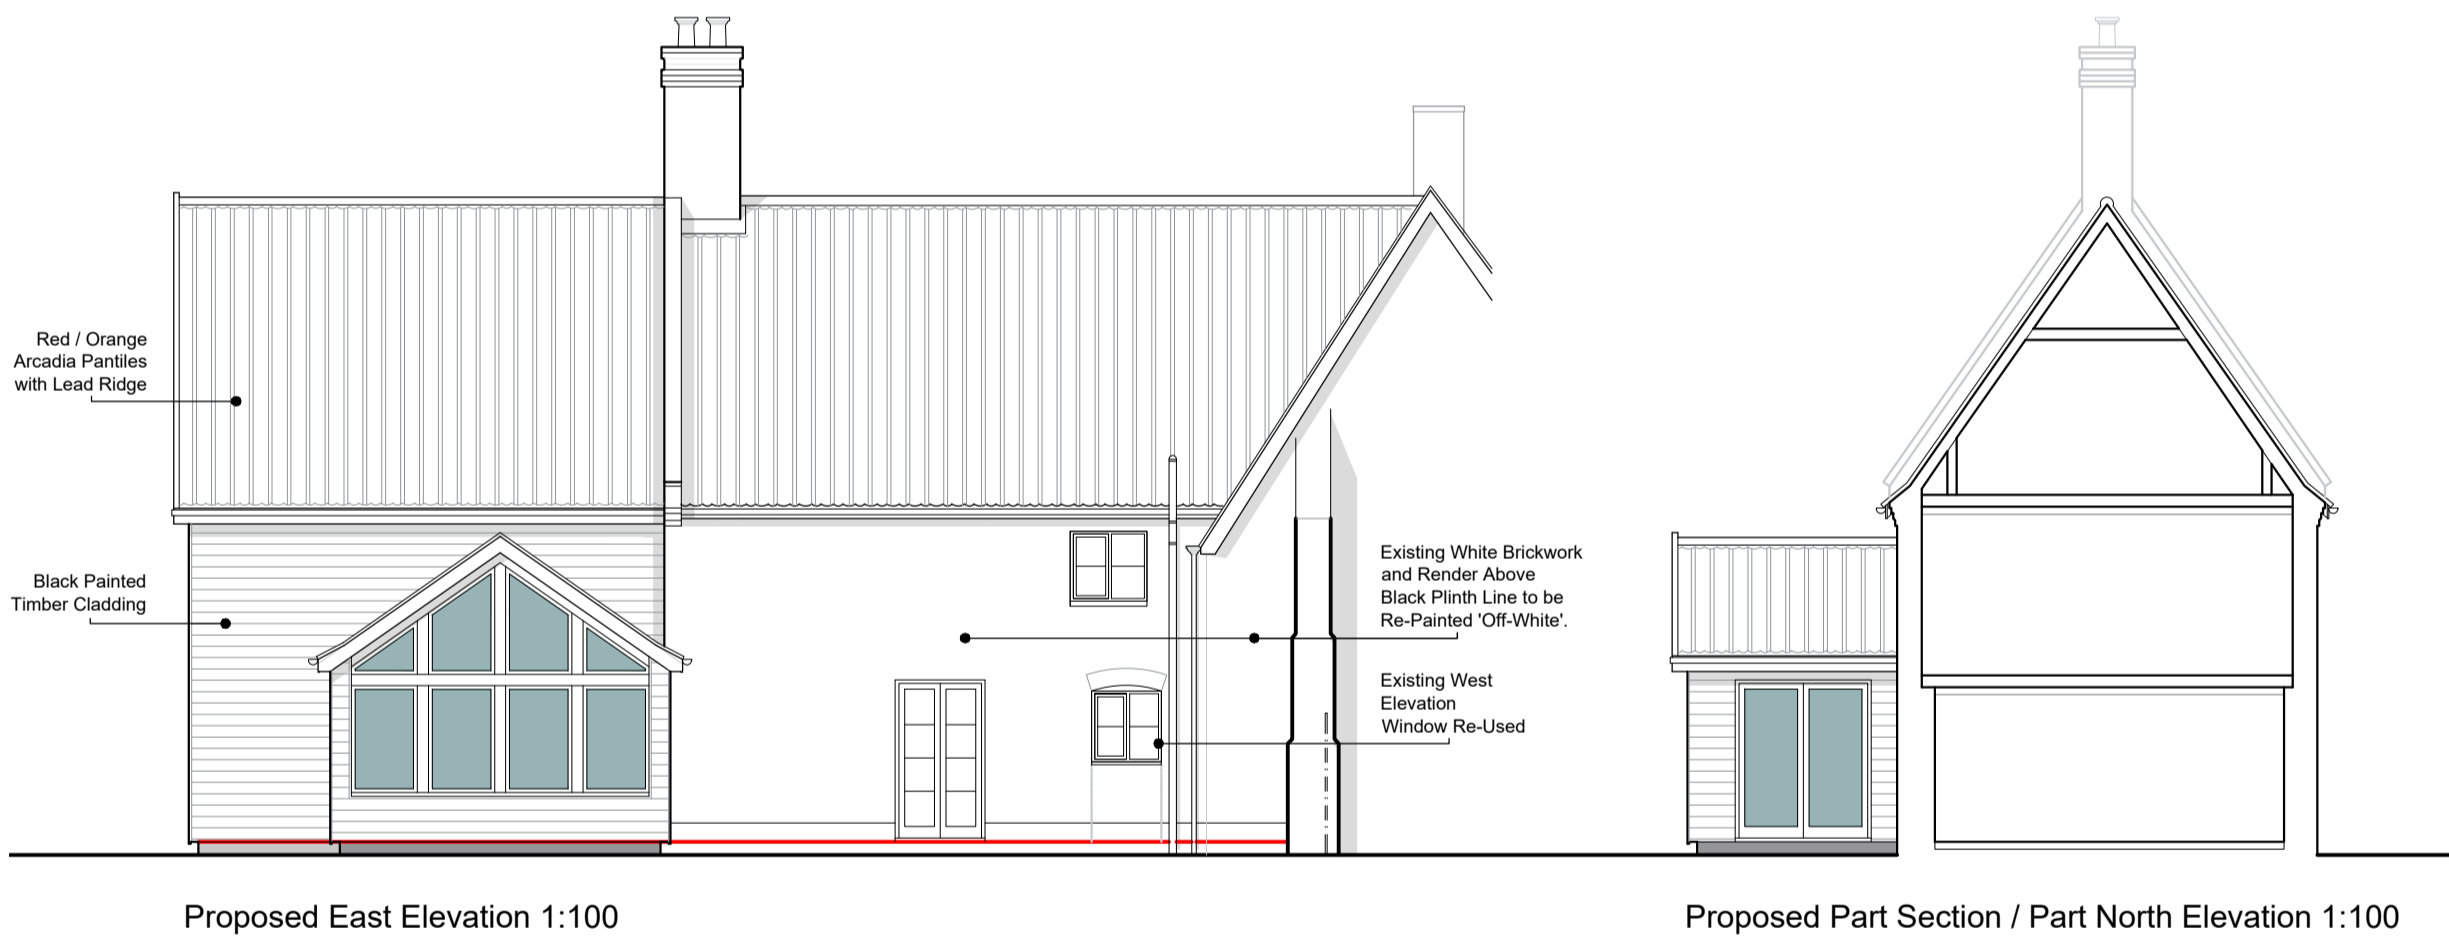 Red / Orange
Arcadia Pantiles
with Lead Ridge
Black Painted
Timber Cladding
Existing White Brickwork
and Render Above
Black Plinth Line to be
Re-Painted 'Off-White'.
Existing West
Elevation
Window Re-Used
Proposed East Elevation 1:100
Proposed Part Section / Part North Elevation 1:100